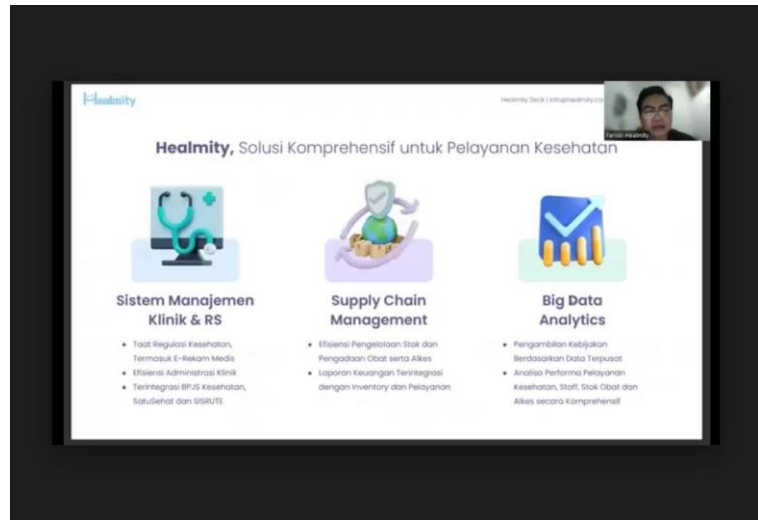 Healmity
Healmity Deck | info@healmity.co
Fariski Healmity
Healmity, Solusi Komprehensif untuk Pelayanan Kesehatan
Sistem Manajemen
Klinik & RS
• Taat Regulasi Kesehatan,
Termasuk E-Rekam Medis
• Efisiensi Administrasi Klinik
• Terintegrasi BPJS Kesehatan,
SatuSehat dan SISRUTE
Supply Chain
Management
• Efisiensi Pengelolaan Stok dan
Pengadaan Obat serta Alkes
• Laporan Keuangan Terintegrasi
dengan Inventory dan Pelayanan
Big Data
Analytics
• Pengambilan Kebijakan
Berdasarkan Data Terpusat
• Analisa Performa Pelayanan
Kesehatan, Staff, Stok Obat dan
Alkes secara Komprehensif